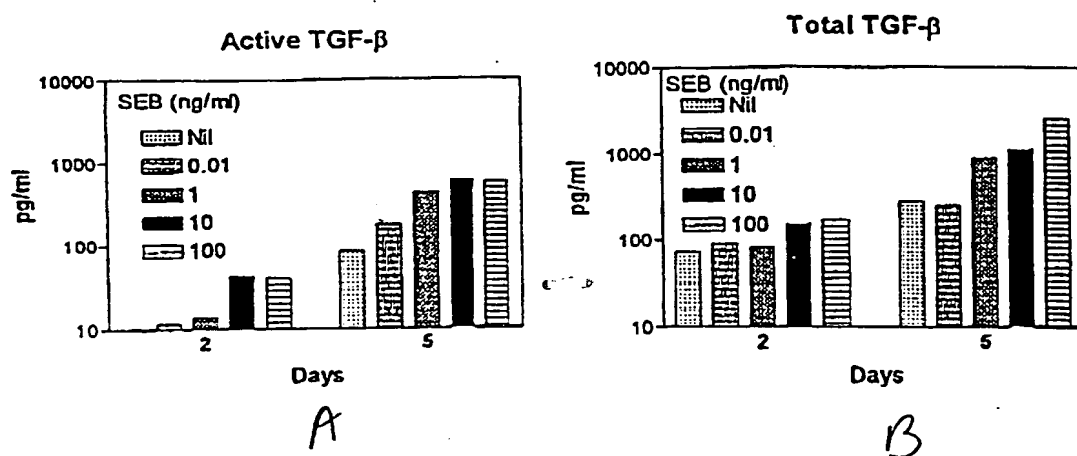 Active TGF-β
pg/ml
10000
1000
100
10
SEB (ng/ml)
Nil
0.01
1
10
100
2
5
Days
A
Total TGF-β
pg/ml
10000
1000
100
10
SEB (ng/ml)
Nil
0.01
1
10
100
2
5
Days
B